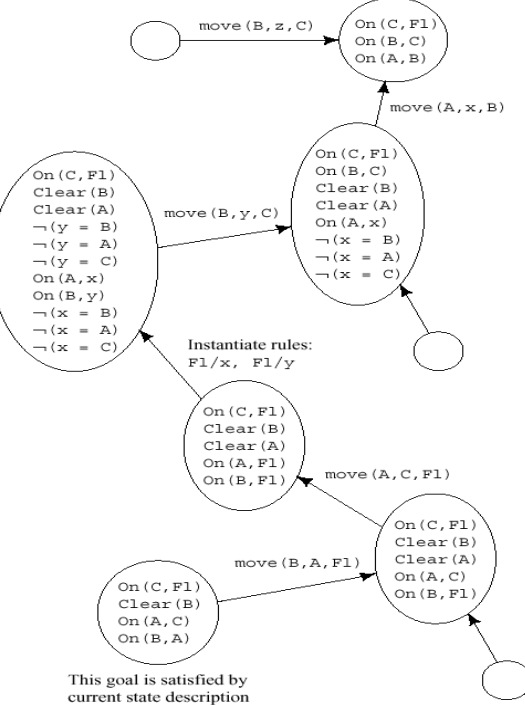 move(B,z,C)
On(C,Fl)
On(B,C)
On(A,B)
move(A,x,B)
On(C,Fl)
On(B,C)
Clear(B)
Clear(A)
On(A,x)
¬(x = B)
¬(x = A)
¬(x = C)
On(C,Fl)
Clear(B)
Clear(A)
¬(y = B)
¬(y = A)
¬(y = C)
On(A,x)
On(B,y)
¬(x = B)
¬(x = A)
¬(x = C)
move(B,y,C)
Instantiate rules:
Fl/x, Fl/y
On(C,Fl)
Clear(B)
Clear(A)
On(A,Fl)
On(B,Fl)
move(A,C,Fl)
On(C,Fl)
Clear(B)
Clear(A)
On(A,C)
On(B,Fl)
move(B,A,Fl)
On(C,Fl)
Clear(B)
On(A,C)
On(B,A)
This goal is satisfied by
current state description